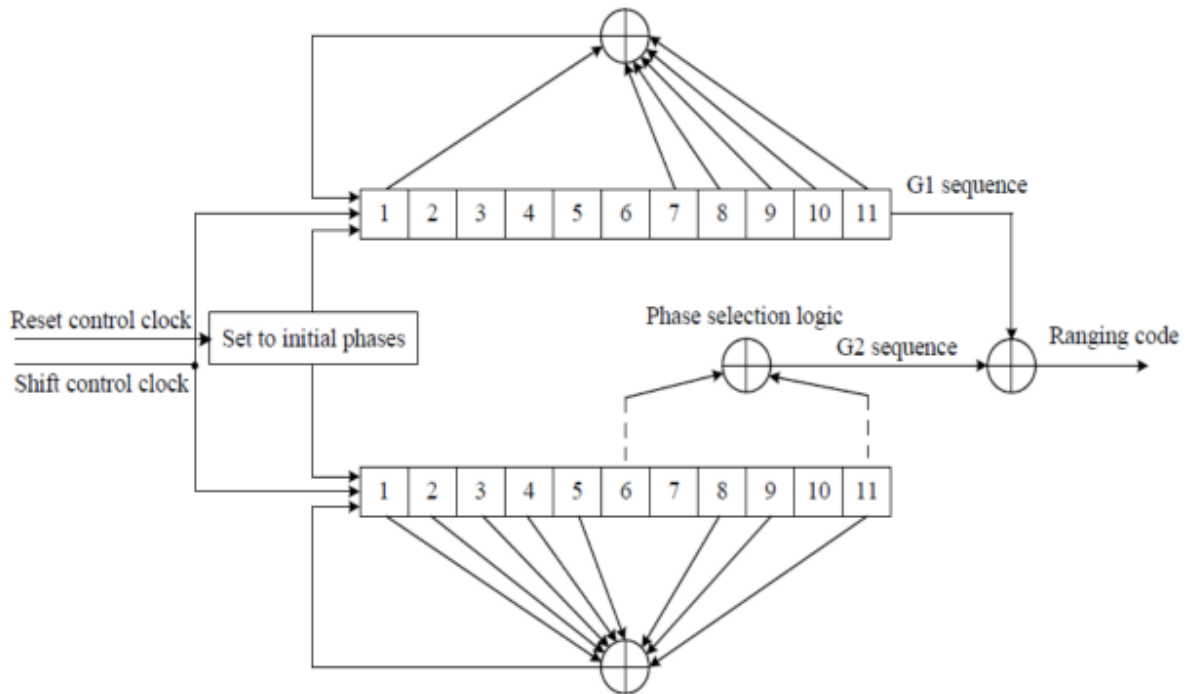 1 2 3 4 5 6 7 8 9 10 11
G1 sequence
Reset control clock
Set to initial phases
Shift control clock
Phase selection logic
G2 sequence
Ranging code
1 2 3 4 5 6 7 8 9 10 11